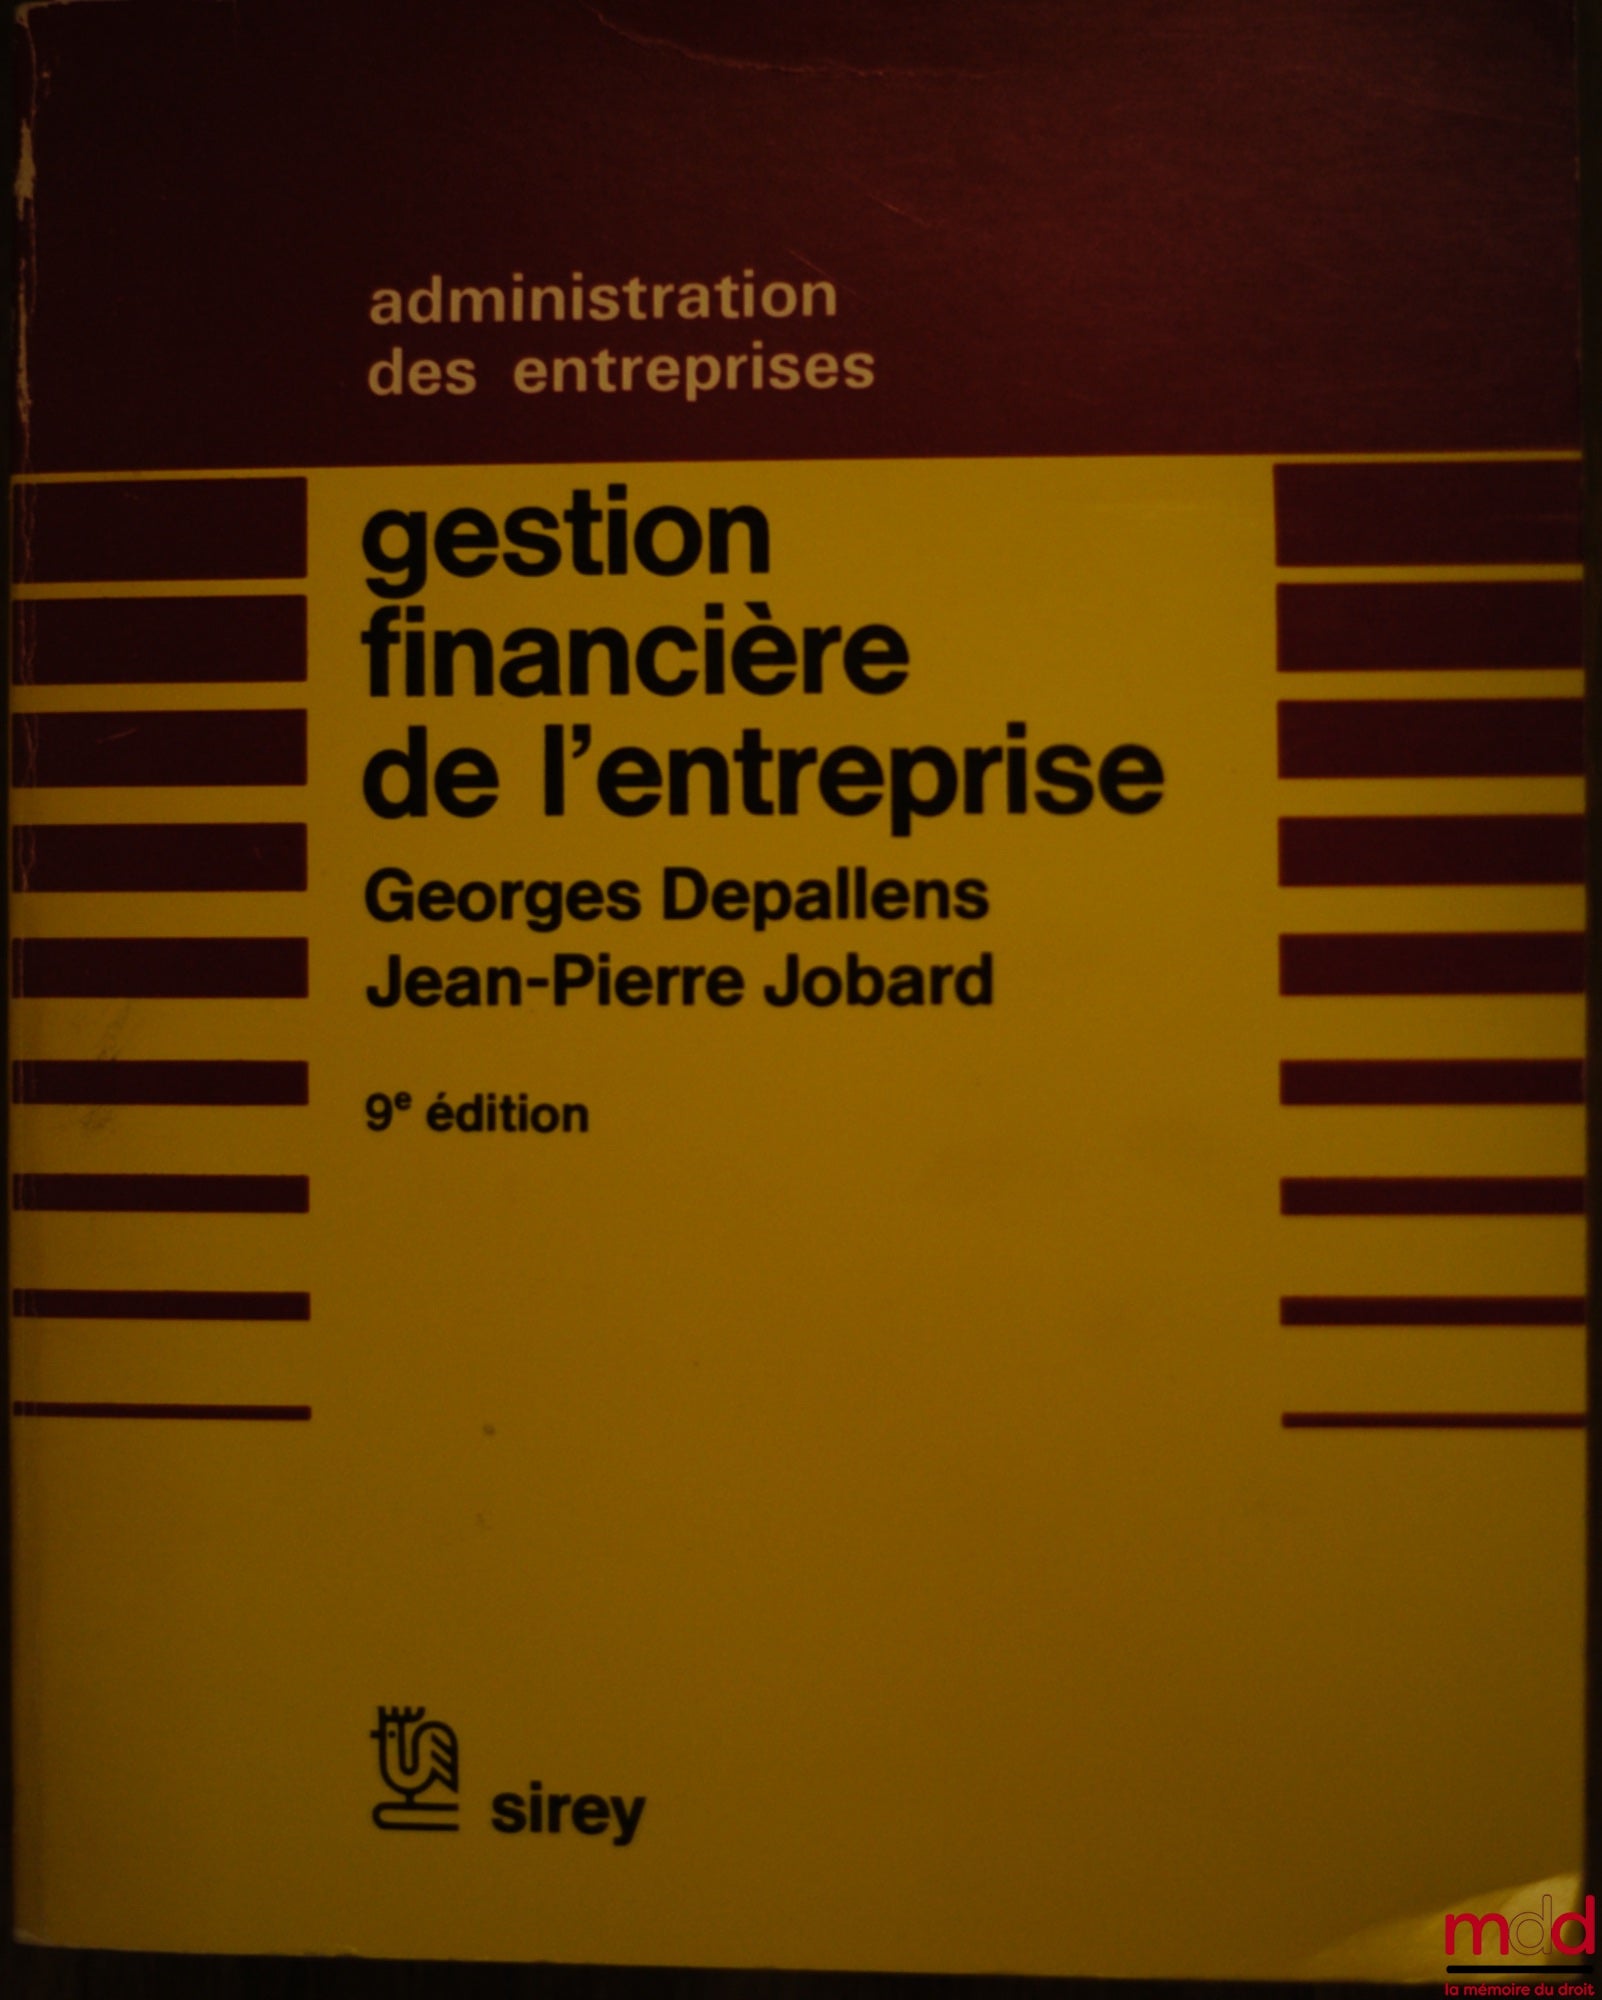 administration
des entreprises
gestion
financière
de l'entreprise
Georges Depallens
Jean-Pierre Jobard
9e édition
sirey
mdd
la mémoire du droit